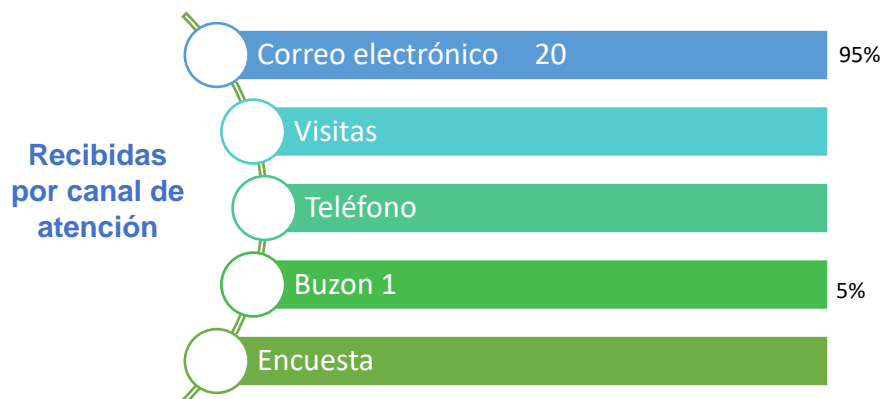 Correo electrónico 20
95%
Visitas
Recibidas
por canal de
atención
Teléfono
Buzon 1
5%
Encuesta